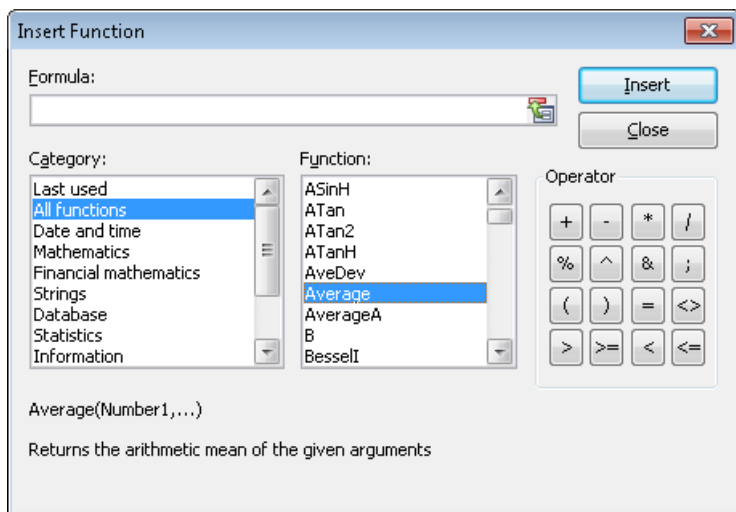 Insert Function
Formula:
Insert
Close
Category:
Last used
All functions
Date and time
Mathematics
Financial mathematics
Strings
Database
Statistics
Information
Function:
ASinH
ATan
ATan2
ATanH
AveDev
Average
AverageA
B
BesselI
Operator
+ - * /
% ^ & ;
( ) = <>
> >= < <=
Average(Number1,...)
Returns the arithmetic mean of the given arguments